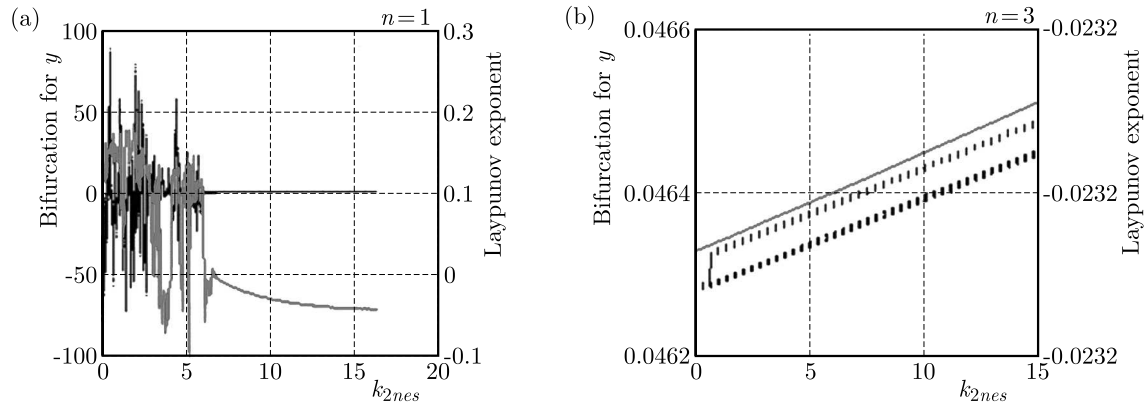 (a)
n=1
100
50
0
-50
-100
Bifurcation for y
0.3
0.2
0.1
0
-0.1
Laypunov exponent
0 5 10 15 20
k2nes
(b)
n=3
0.0466
0.0464
0.0462
Bifurcation for y
-0.0232
-0.0232
-0.0232
Laypunov exponent
0 5 10 15
k2nes